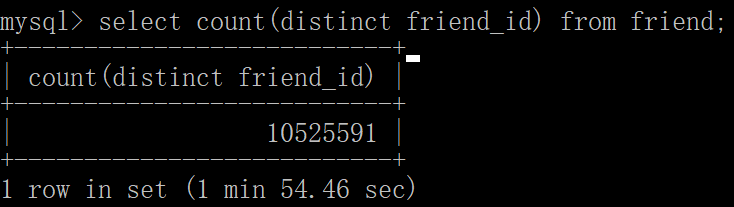 mysql> select count(distinct friend_id) from friend;
+----------------------------+
| count(distinct friend_id) |
+----------------------------+
| 10525591 |
+----------------------------+
1 row in set (1 min 54.46 sec)